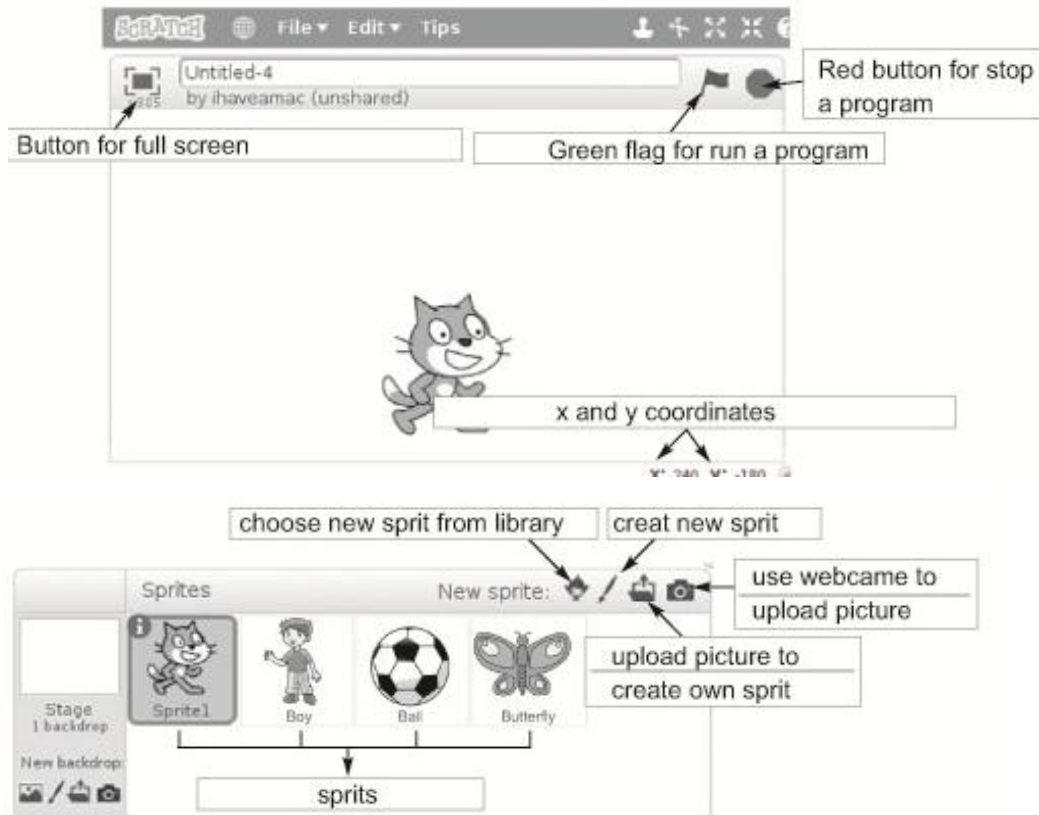 SCRATCH File Edit Tips
Untitled-4
by ihaveamac (unshared)
Red button for stop
a program
Button for full screen
Green flag for run a program
x and y coordinates
X: 240 Y: -180
choose new sprit from library
creat new sprit
Sprites
New sprite:
use webcame to
upload picture
upload picture to
create own sprit
Stage
1 backdrop
Sprite1
Boy
Ball
Butterfly
New backdrop:
sprits